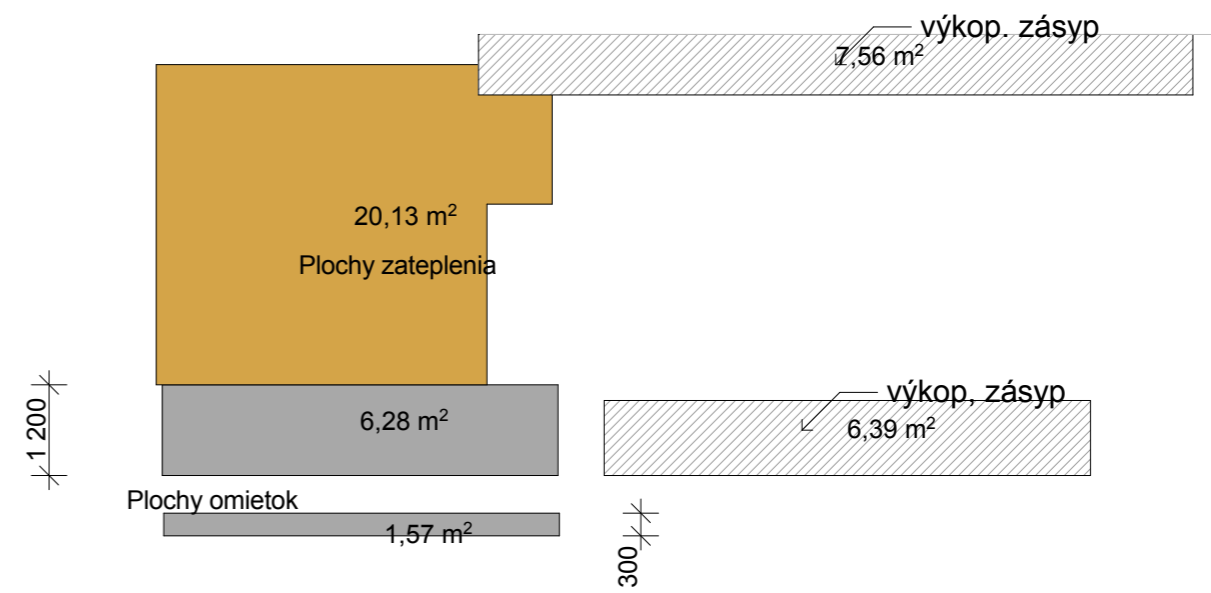 výkop. zásyp
7,56 m²
20,13 m²
Plochy zateplenia
1 200
6,28 m²
výkop, zásyp
6,39 m²
Plochy omietok
1,57 m²
300